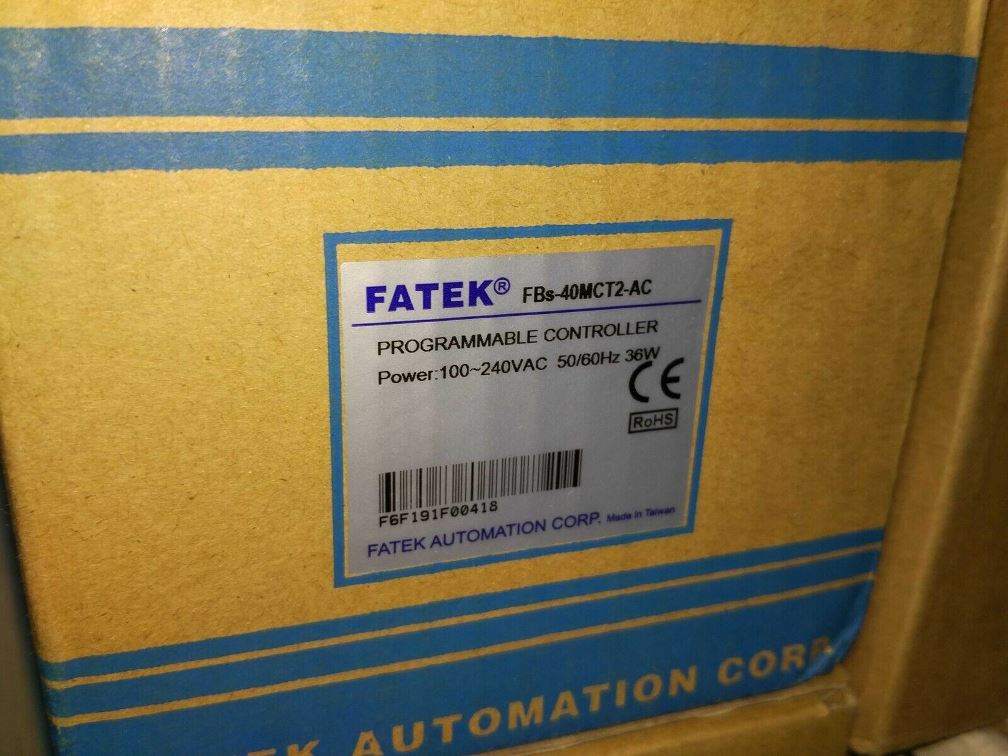 FATEK® FBs-40MCT2-AC
PROGRAMMABLE CONTROLLER
Power:100~240VAC 50/60Hz 36W
CE
RoHS
F6F191F00418
FATEK AUTOMATION CORP. Made in Taiwan
EK AUTOMATION CORP